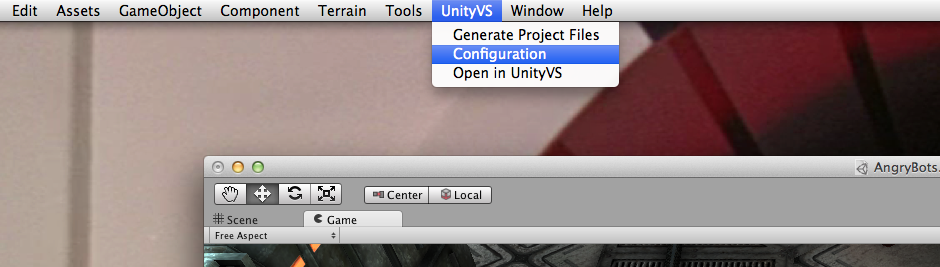 Edit Assets GameObject Component Terrain Tools UnityVS Window Help
Generate Project Files
Configuration
Open in UnityVS
AngryBots.
Center Local
Scene Game
Free Aspect